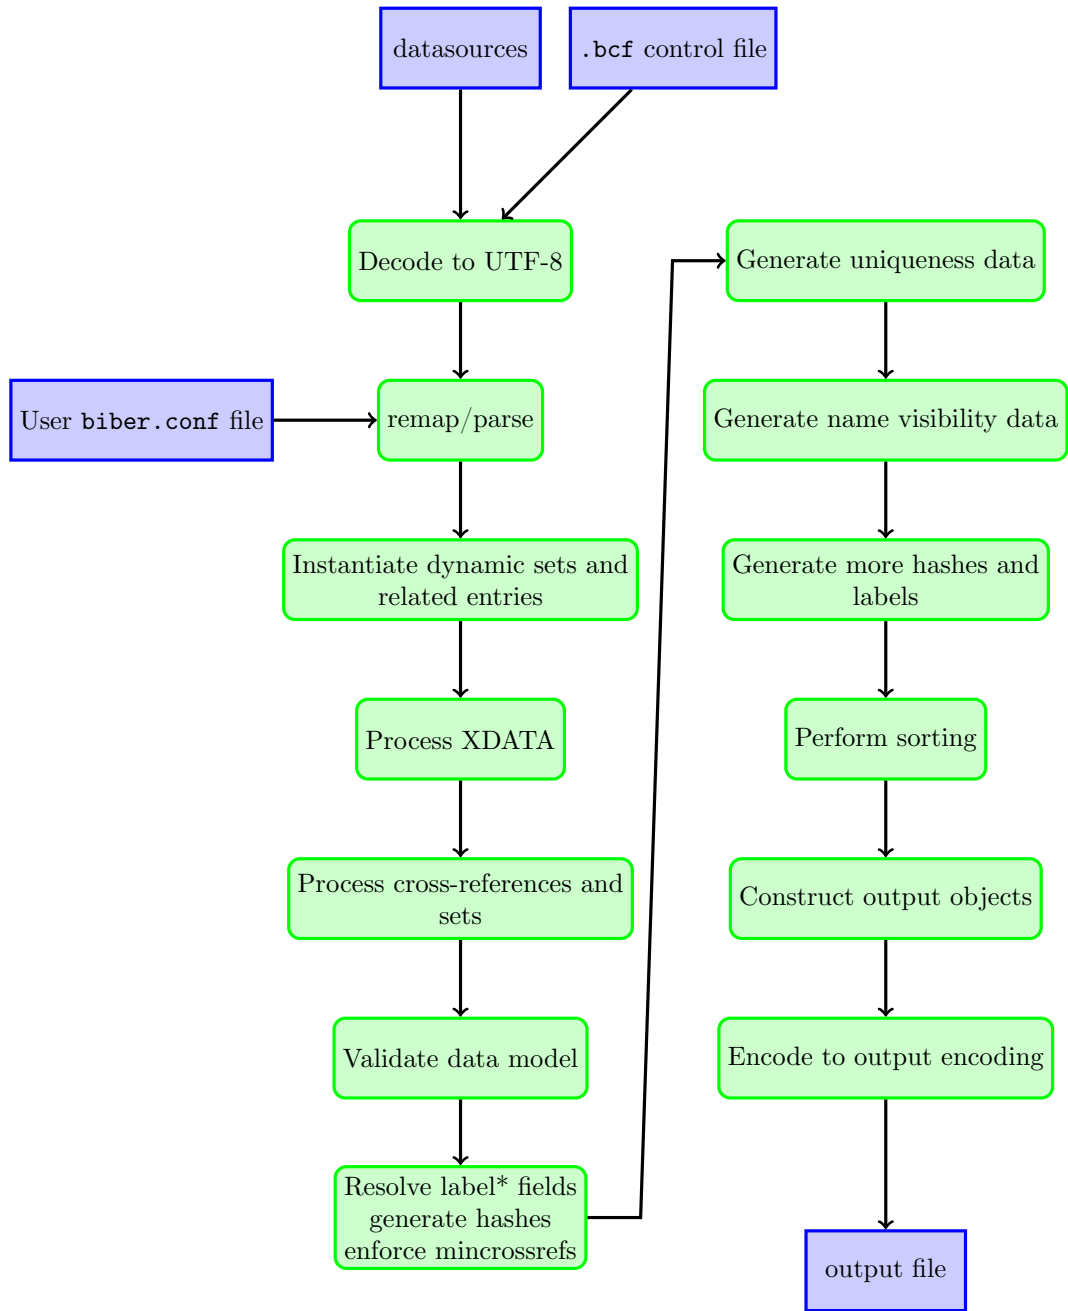 datasources
.bcf control file
Decode to UTF-8
User biber.conf file
remap/parse
Instantiate dynamic sets and
related entries
Process XDATA
Process cross-references and
sets
Validate data model
Resolve label* fields
generate hashes
enforce mincrossrefs
Generate uniqueness data
Generate name visibility data
Generate more hashes and
labels
Perform sorting
Construct output objects
Encode to output encoding
output file